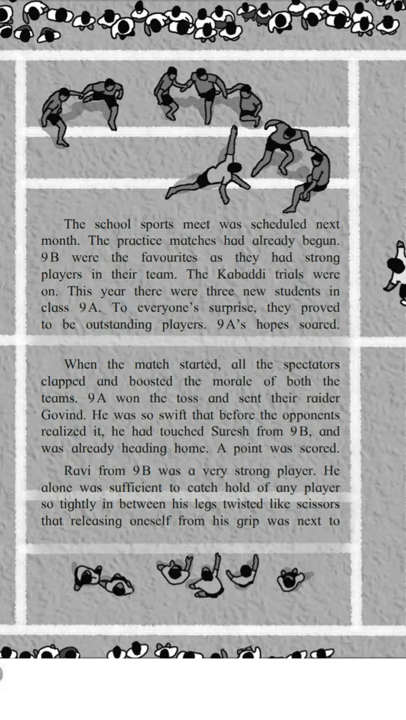 The school sports meet was scheduled next
month. The practice matches had already begun.
9B were the favourites as they had strong
players in their team. The Kabaddi trials were
on. This year there were three new students in
class 9A. To everyone's surprise, they proved
to be outstanding players. 9A's hopes soared.
When the match started, all the spectators
clapped and boosted the morale of both the
teams. 9A won the toss and sent their raider
Govind. He was so swift that before the opponents
realized it, he had touched Suresh from 9B, and
was already heading home. A point was scored.
Ravi from 9B was a very strong player. He
alone was sufficient to catch hold of any player
so tightly in between his legs twisted like scissors
that releasing oneself from his grip was next to